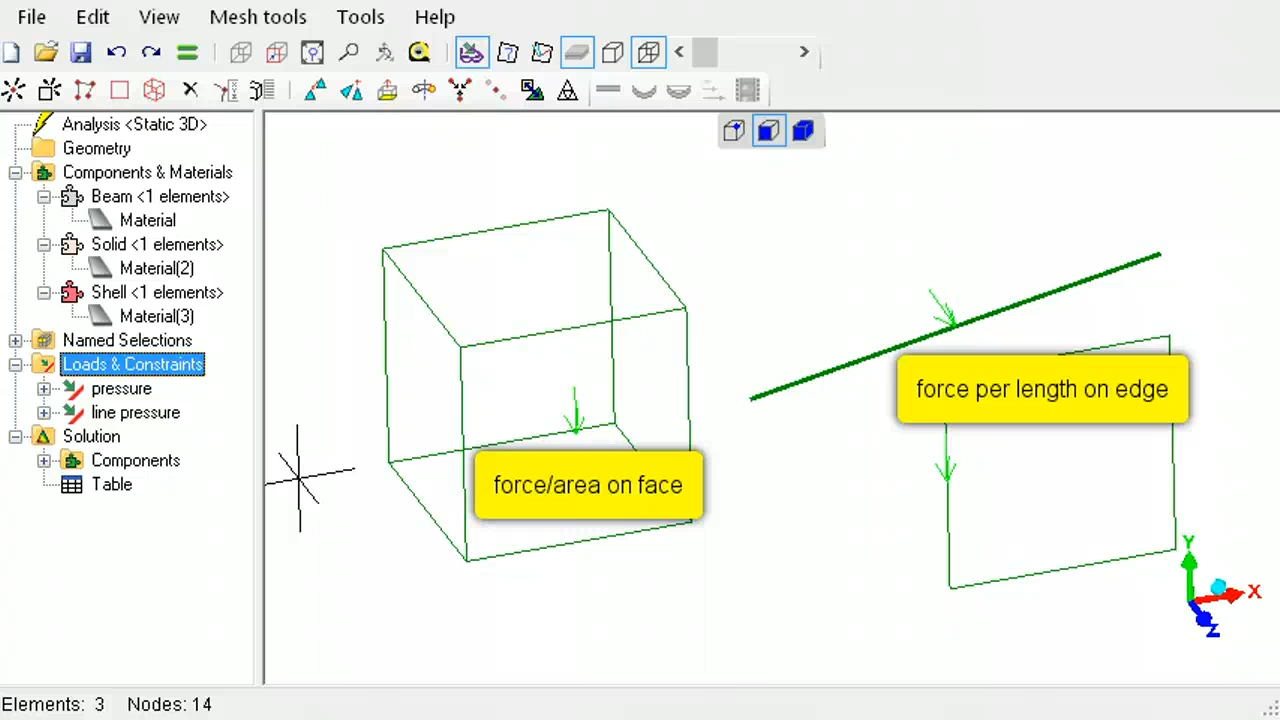 File Edit View Mesh tools Tools Help
Analysis <Static 3D>
Geometry
Components & Materials
Beam <1 elements>
Material
Solid <1 elements>
Material(2)
Shell <1 elements>
Material(3)
Named Selections
Loads & Constraints
pressure
line pressure
Solution
Components
Table
force per length on edge
force/area on face
Y
X
Z
Elements: 3 Nodes: 14